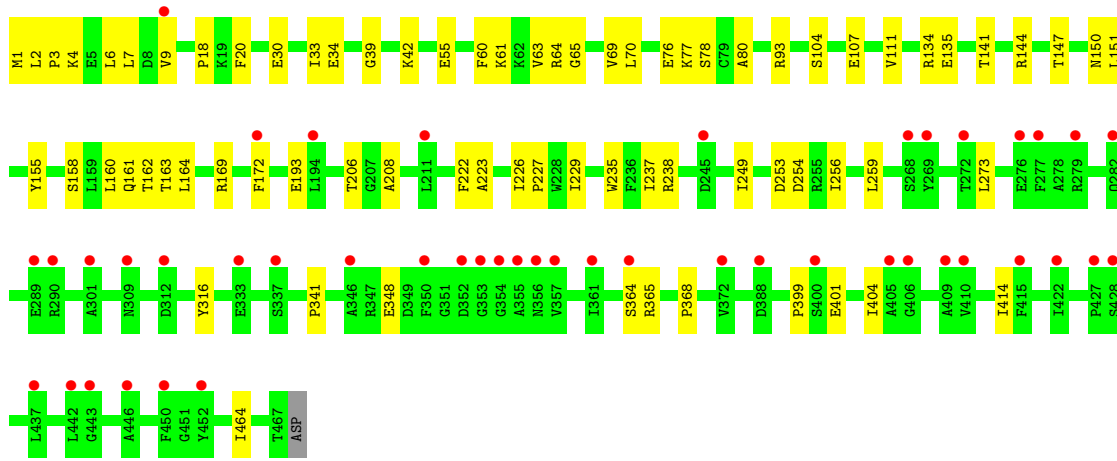 M1 L2 P3 K4 E5 L6 L7 D8 V9 P18 K19 F20 E30 I33 E34 G39 K42 E55 F60 K61 K62 V63 R64 G65 V69 L70 E76 K77 S78 C79 A80 R93 S104 E107 V111 R134 E135 T141 R144 T147 N150 L151
Y155 S158 L159 L160 Q161 T162 T163 L164 R169 F172 E193 L194 T206 G207 A208 L211 F222 A223 I226 P227 W228 I229 W235 F236 I237 R238 D245 I249 D253 D254 R255 I256 L259 S268 Y269 T272 L273 E276 F277 A278 R279 D282
E289 R290 A301 N309 D312 Y316 E333 S337 P341 A346 R347 E348 D349 F350 G351 D352 G353 G354 A355 N356 V357 I361 S364 R365 P368 V372 D388 P399 S400 E401 I404 A405 G406 A409 V410 I414 F415 I422 P427 S428
L437 L442 G443 A446 F450 G451 Y452 I464 T467 ASP